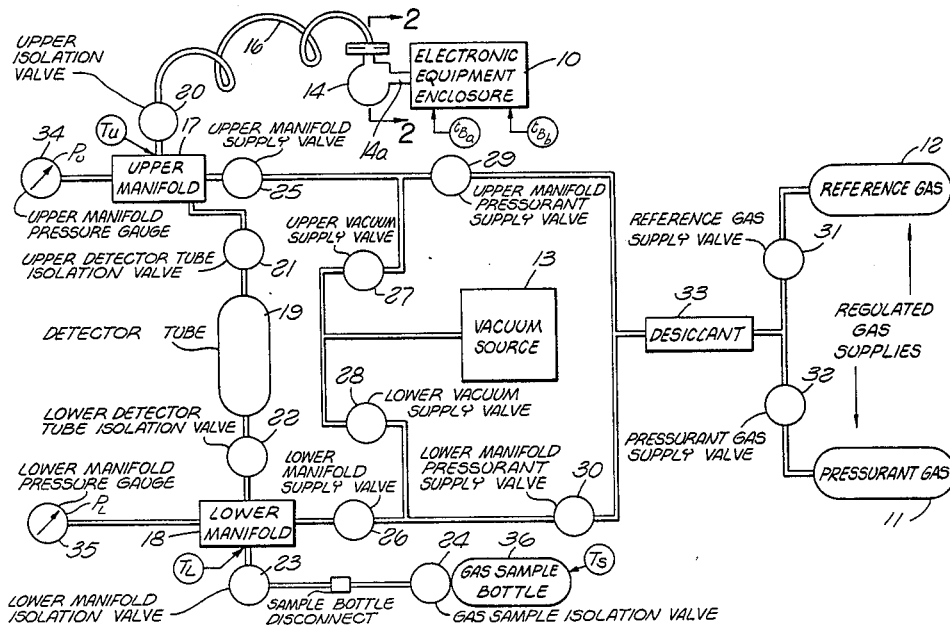 UPPER
ISOLATION
VALVE
16
2
20
14
14a
2
ELECTRONIC
EQUIPMENT
ENCLOSURE
10
tBa
tBb
34
PU
TU
17
UPPER
MANIFOLD
UPPER MANIFOLD
SUPPLY VALVE
25
29
UPPER MANIFOLD
PRESSURANT
SUPPLY VALVE
12
REFERENCE GAS
UPPER MANIFOLD
PRESSURE GAUGE
UPPER VACUUM
SUPPLY VALVE
REFERENCE GAS
SUPPLY VALVE
31
UPPER DETECTOR TUBE
ISOLATION VALVE
21
27
13
VACUUM
SOURCE
33
DESICCANT
REGULATED
GAS
SUPPLIES
DETECTOR TUBE
19
28
LOWER VACUUM
SUPPLY VALVE
32
LOWER DETECTOR
TUBE ISOLATION
VALVE
22
PRESSURANT GAS
SUPPLY VALVE
PRESSURANT GAS
11
LOWER MANIFOLD
PRESSURE GAUGE
PL
35
LOWER
MANIFOLD
SUPPLY VALVE
LOWER MANIFOLD
PRESSURANT
SUPPLY VALVE
30
18
LOWER
MANIFOLD
26
TL
23
24
36
GAS SAMPLE
BOTTLE
TS
LOWER MANIFOLD
ISOLATION VALVE
SAMPLE BOTTLE
DISCONNECT
GAS SAMPLE ISOLATION VALVE